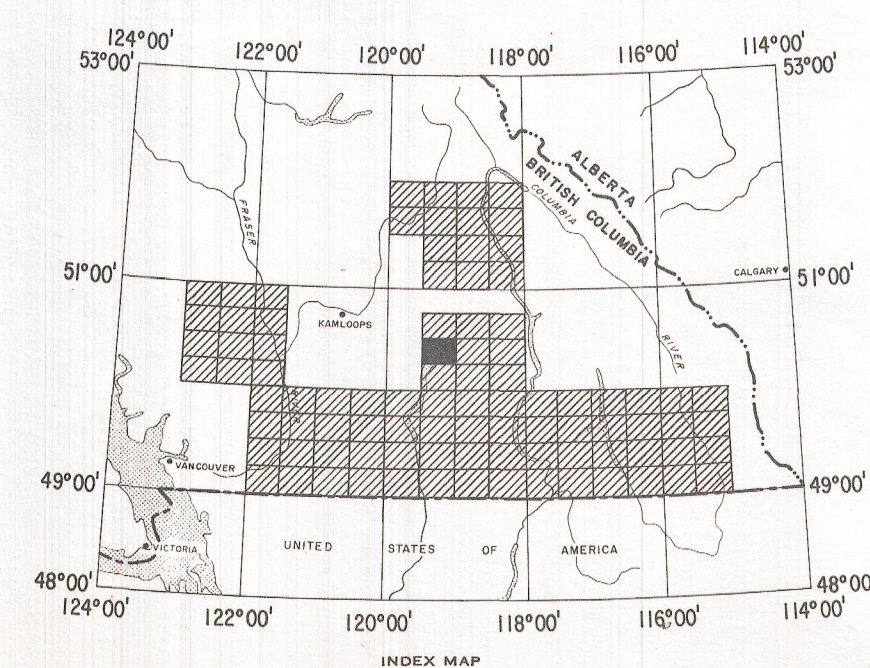 124°00'
122°00'
120°00'
118°00'
116°00'
114°00'
53°00'
53°00'
ALBERTA
BRITISH COLUMBIA
COLUMBIA
FRASER
51°00'
CALGARY
51°00'
KAMLOOPS
RIVER
RIVER
VANCOUVER
49°00'
49°00'
VICTORIA
UNITED STATES OF AMERICA
48°00'
48°00
124°00'
122°00'
120°00'
118°00'
116°00'
114°00'
INDEX MAP